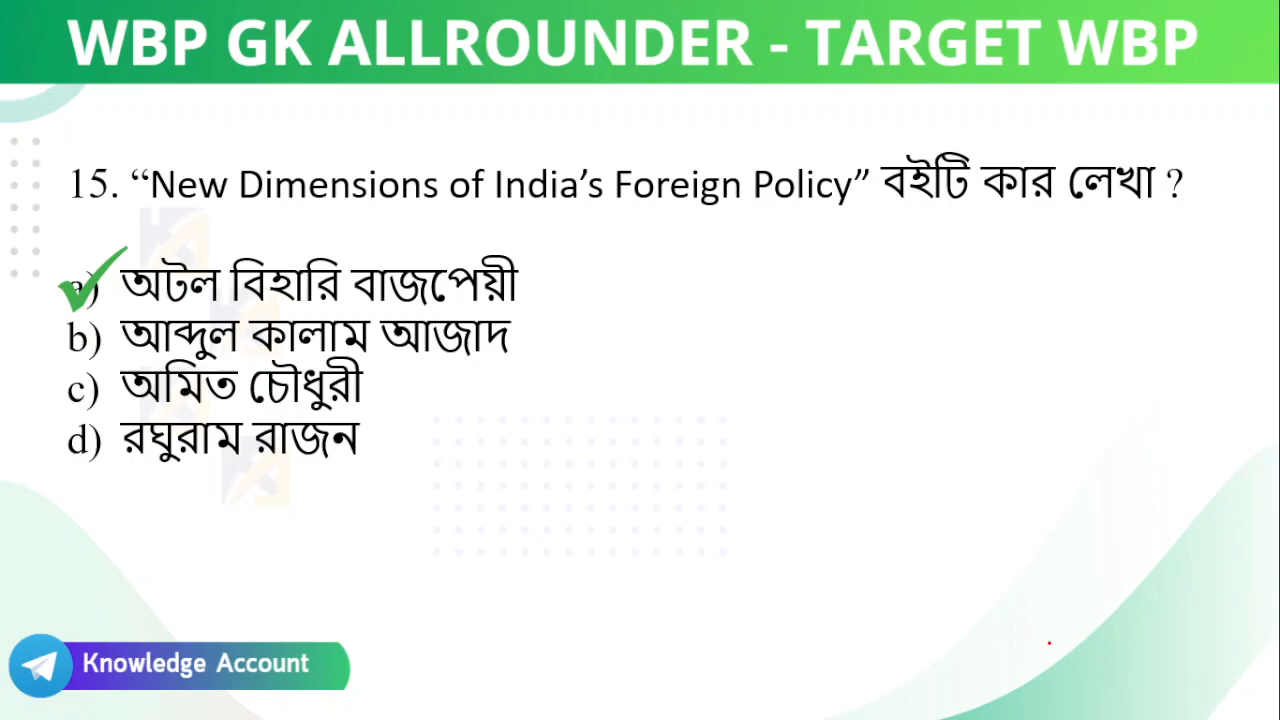 WBP GK ALLROUNDER - TARGET WBP
15. “New Dimensions of India’s Foreign Policy” বইটি কার লেখা ?
a) অটল বিহারি বাজপেয়ী
b) আব্দুল কালাম আজাদ
c) অমিত চৌধুরী
d) রঘুরাম রাজন
Knowledge Account